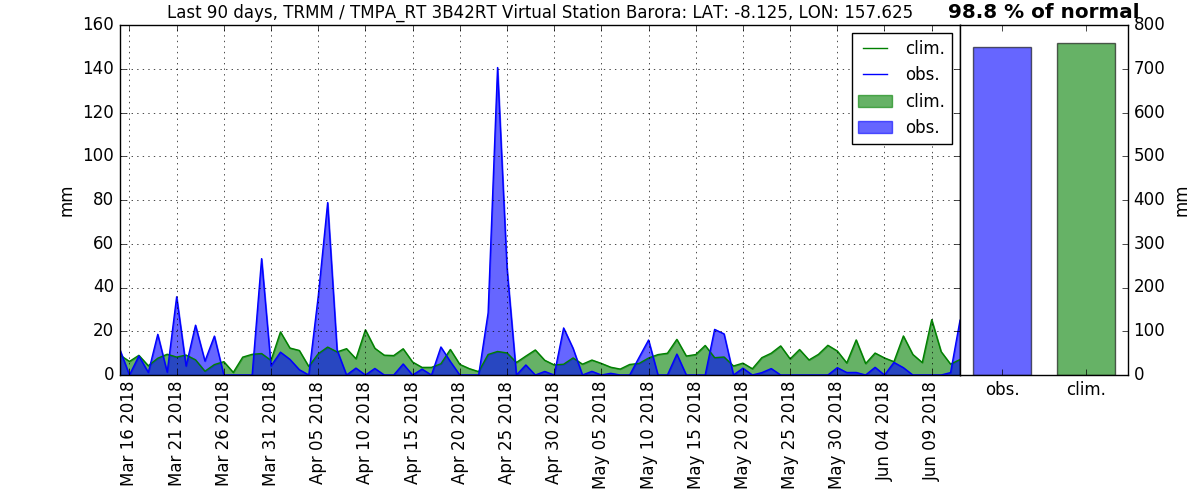 Last 90 days, TRMM / TMPA_RT 3B42RT Virtual Station Barora: LAT: -8.125, LON: 157.625
98.8 % of normal
160
140
120
100
80
60
40
20
0
mm
clim.
obs.
clim.
obs.
800
700
600
500
400
300
200
100
0
mm
Mar 16 2018
Mar 21 2018
Mar 26 2018
Mar 31 2018
Apr 05 2018
Apr 10 2018
Apr 15 2018
Apr 20 2018
Apr 25 2018
Apr 30 2018
May 05 2018
May 10 2018
May 15 2018
May 20 2018
May 25 2018
May 30 2018
Jun 04 2018
Jun 09 2018
obs.
clim.